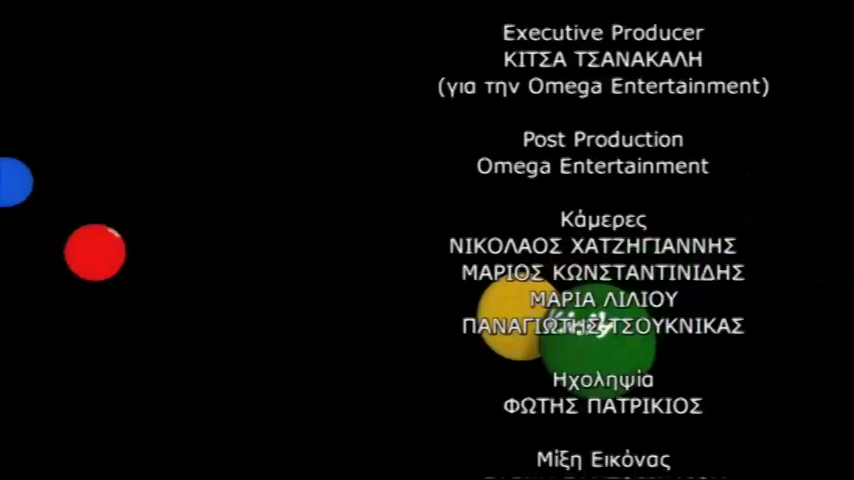 Executive Producer
ΚΙΤΣΑ ΤΣΑΝΑΚΑΛΗ
(για την Omega Entertainment)
Post Production
Omega Entertainment
Κάμερες
ΝΙΚΟΛΑΟΣ ΧΑΤΖΗΓΙΑΝΝΗΣ
ΜΑΡΙΟΣ ΚΩΝΣΤΑΝΤΙΝΙΔΗΣ
ΜΑΡΙΑ ΛΙΛΙΟΥ
ΠΑΝΑΓΙΩΤΗΣ ΤΣΟΥΚΝΙΚΑΣ
Ηχοληψία
ΦΩΤΗΣ ΠΑΤΡΙΚΙΟΣ
Μίξη Εικόνας